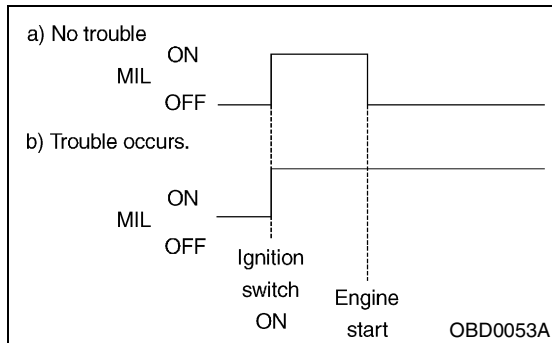 a) No trouble
ON
MIL
OFF
b) Trouble occurs.
ON
MIL
OFF
Ignition
switch
ON
Engine
start
OBD0053A